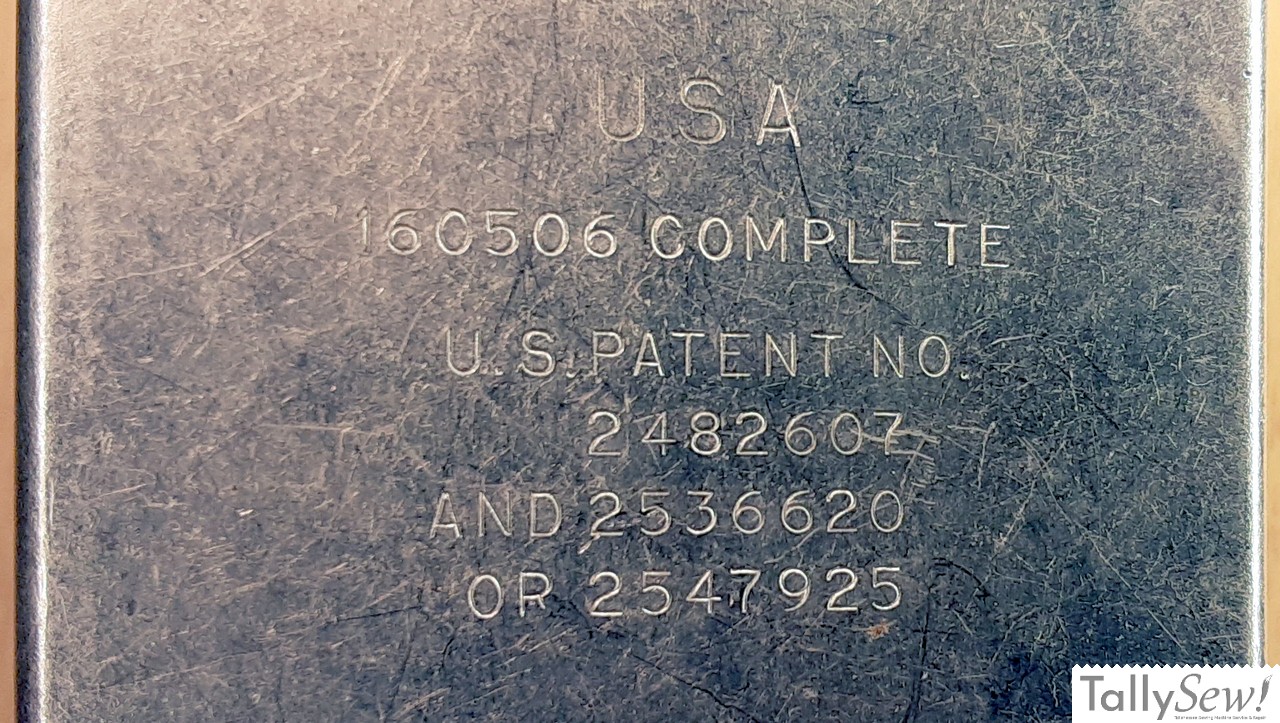 USA
160506 COMPLETE
U.S. PATENT NO.
2482607
AND 2536620
OR 2547925
TallySew!